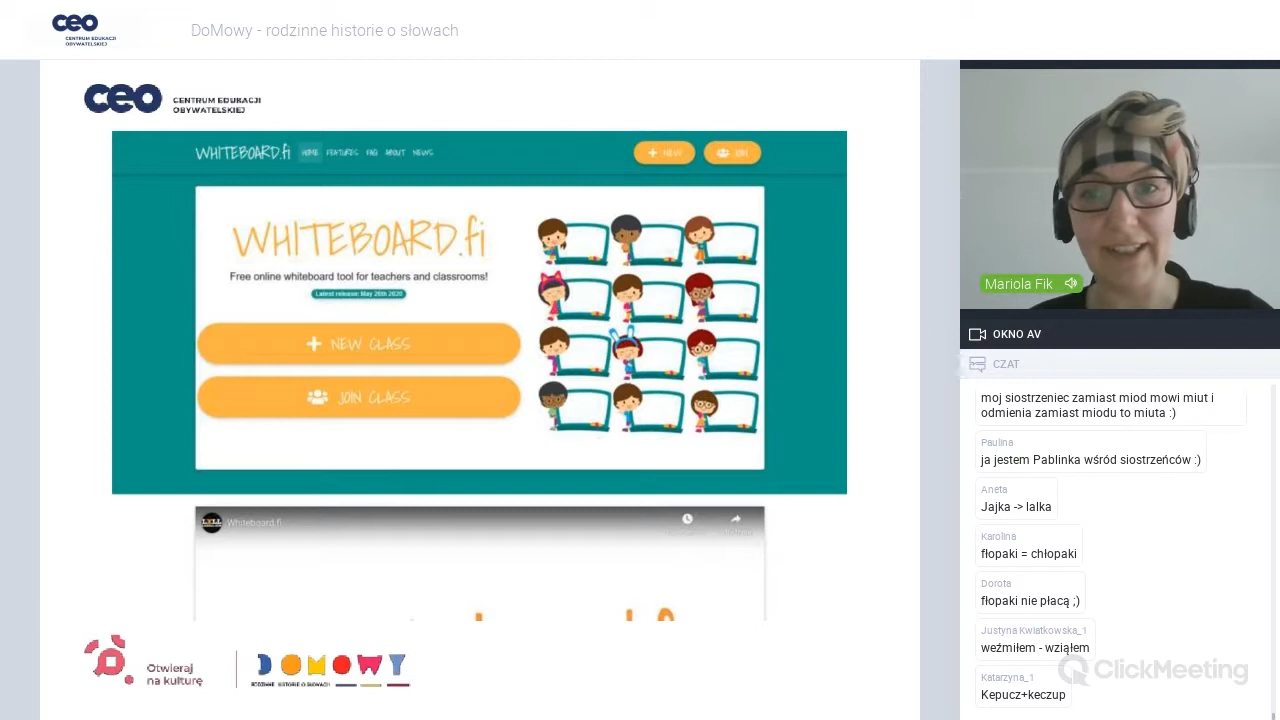 ceo
CENTRUM EDUKACJI
OBYWATELSKIEJ
DoMowy - rodzinne historie o słowach
ceo
CENTRUM EDUKACJI
OBYWATELSKIEJ
WHITEBOARD.fi HOME FEATURES FAQ ABOUT NEWS
NEW
JOIN
WHITEBOARD.fi
Free online whiteboard tool for teachers and classrooms!
Latest release: May 26th 2020
NEW CLASS
JOIN CLASS
LYLL
Whiteboard.fi
Otwieraj
na kulturę
DOMOWY
RODZINNE HISTORIE O SŁOWACH
Mariola Fik
OKNO AV
CZAT
moj siostrzeniec zamiast miod mowi miut i
odmienia zamiast miodu to miuta :)
Paulina
ja jestem Pablinka wśród siostrzeńców :)
Aneta
Jajka -> lalka
Karolina
fłopaki = chłopaki
Dorota
fłopaki nie płacą ;)
Justyna Kwiatkowska_1
weźmiłem - wziąłem
Katarzyna_1
Kepucz+keczup
ClickMeeting